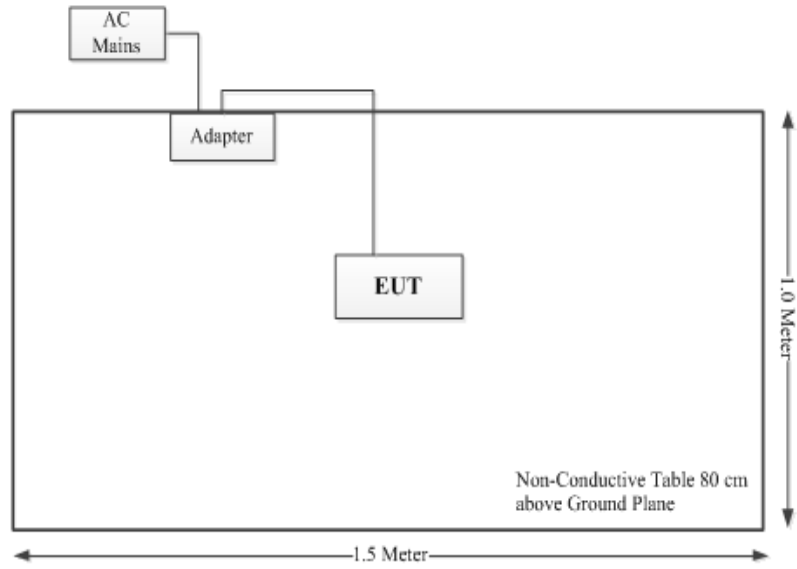 AC
Mains
Adapter
EUT
1.0 Meter
Non-Conductive Table 80 cm
above Ground Plane
1.5 Meter